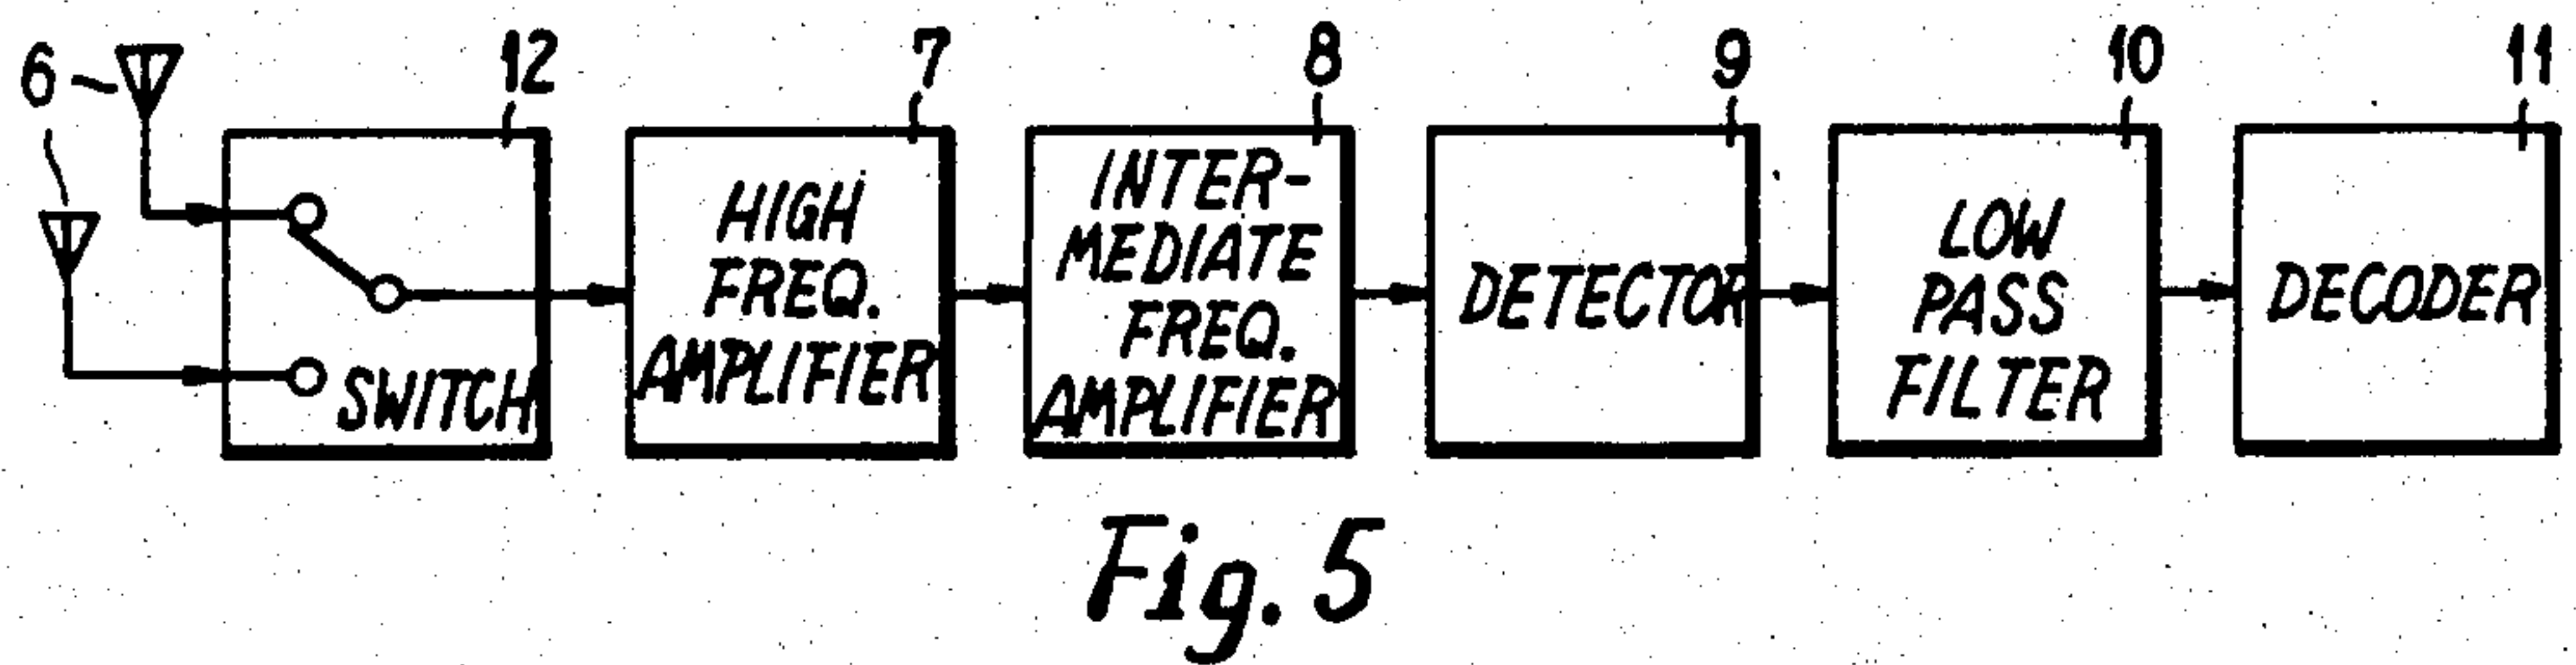 6
12
7
8
9
10
11
SWITCH
HIGH
FREQ.
AMPLIFIER
INTER-
MEDIATE
FREQ.
AMPLIFIER
DETECTOR
LOW
PASS
FILTER
DECODER
Fig. 5